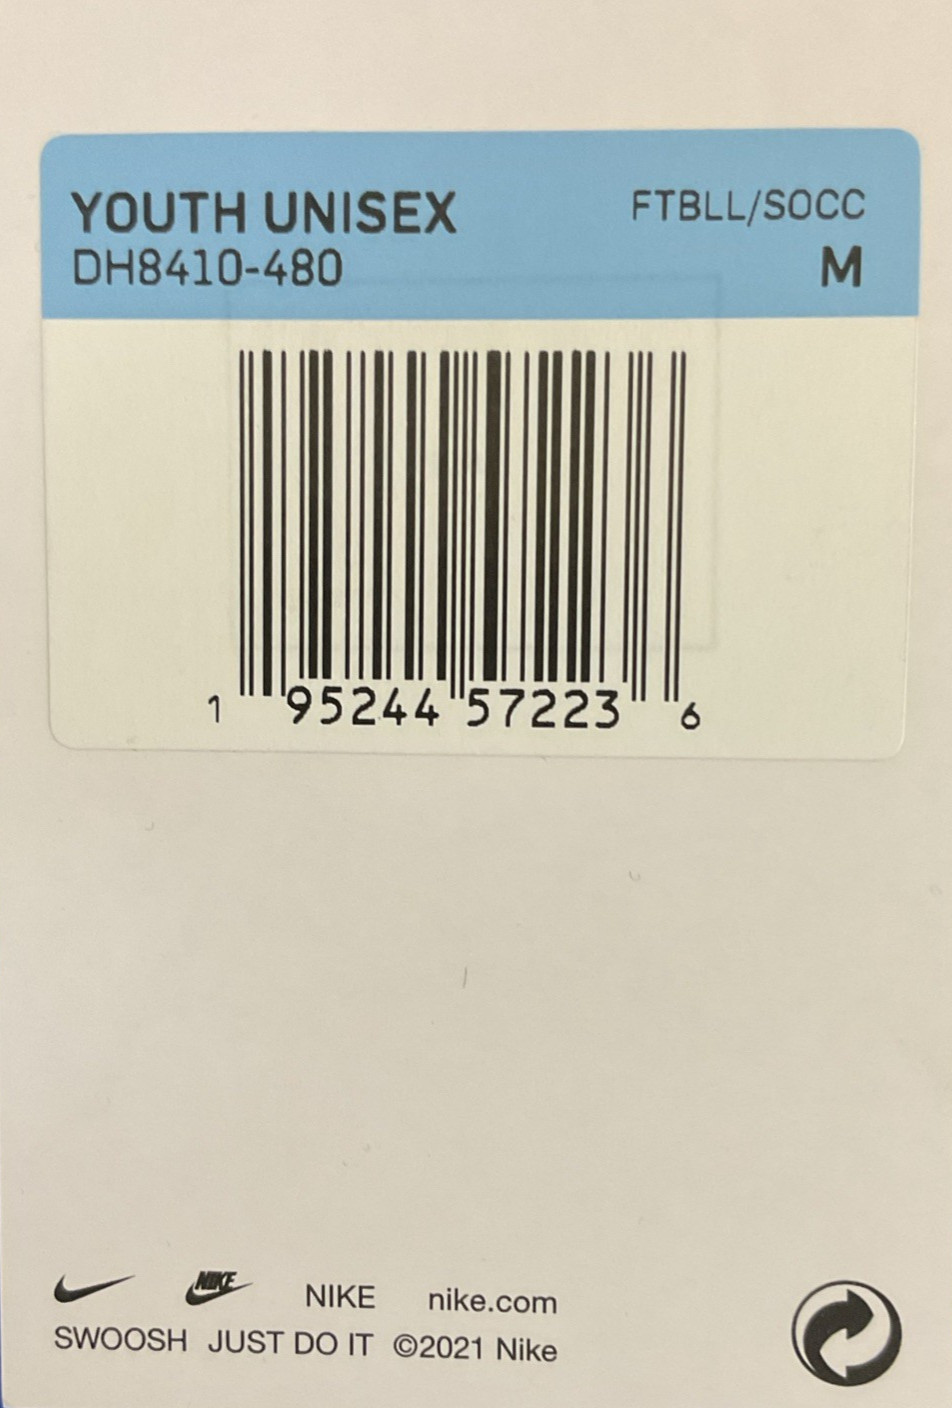 YOUTH UNISEX FTBLL/SOCC
DH8410-480 M
1 95244 57223 6
NIKE NIKE nike.com
SWOOSH JUST DO IT ©2021 Nike